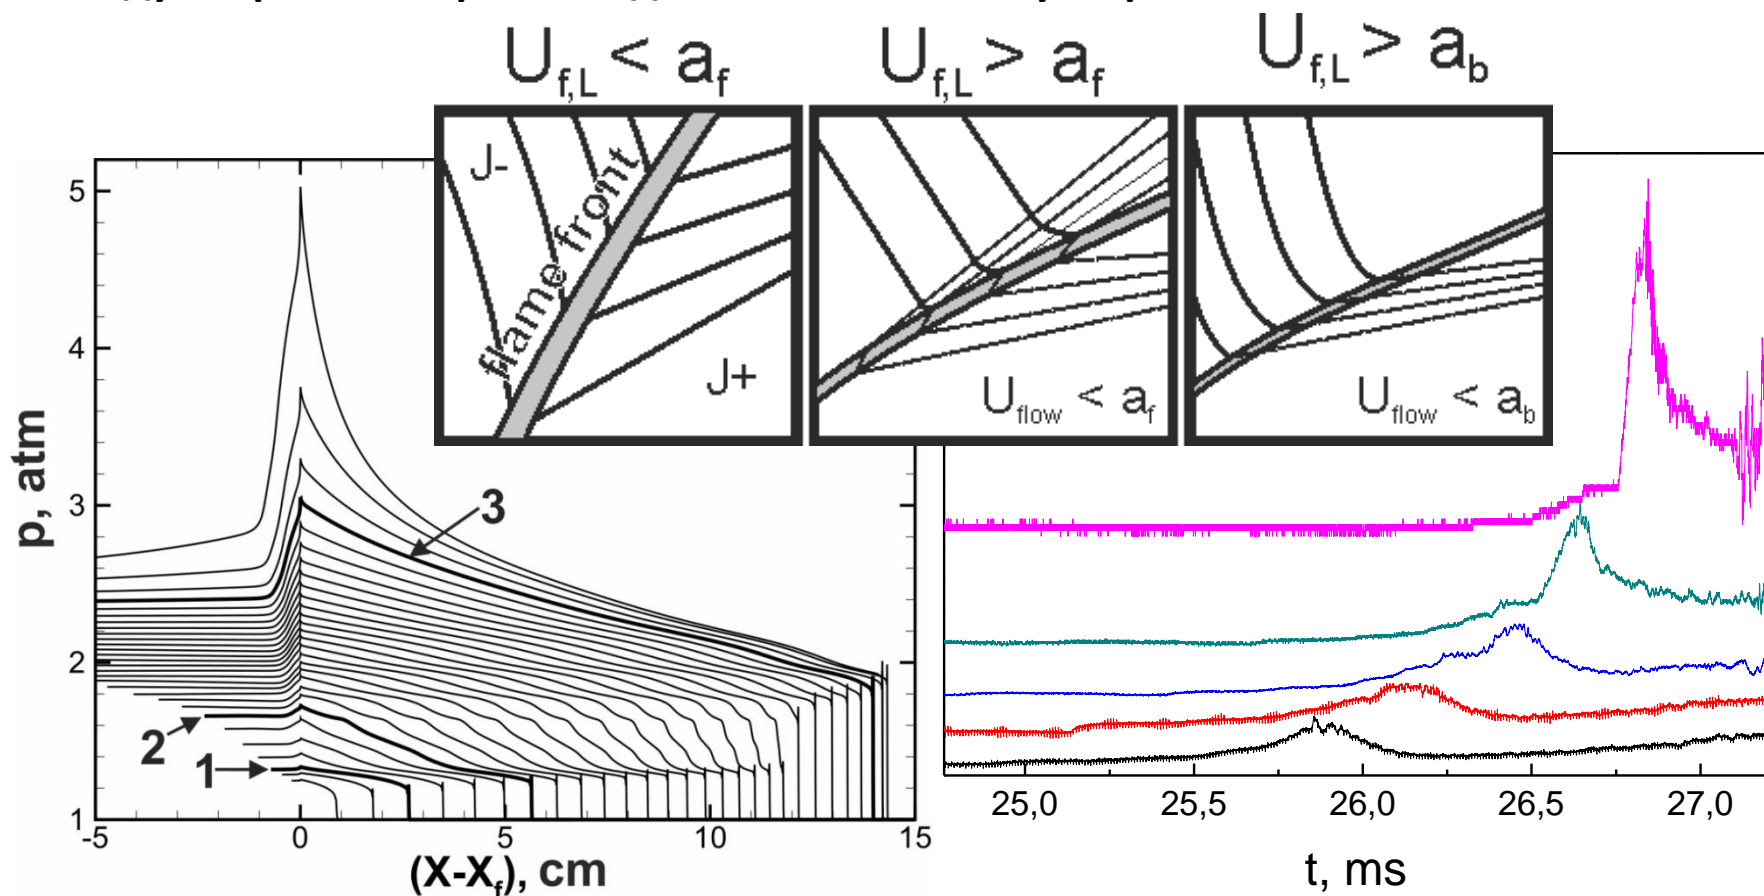 U_f,L < a_f
U_f,L > a_f
U_f,L > a_b
J-
flame front
J+
U_flow < a_f
U_flow < a_b
p, atm
5
4
3
2
1
3
2
1
-5 0 5 10 15
(X-X_f), cm
25,0 25,5 26,0 26,5 27,0
t, ms